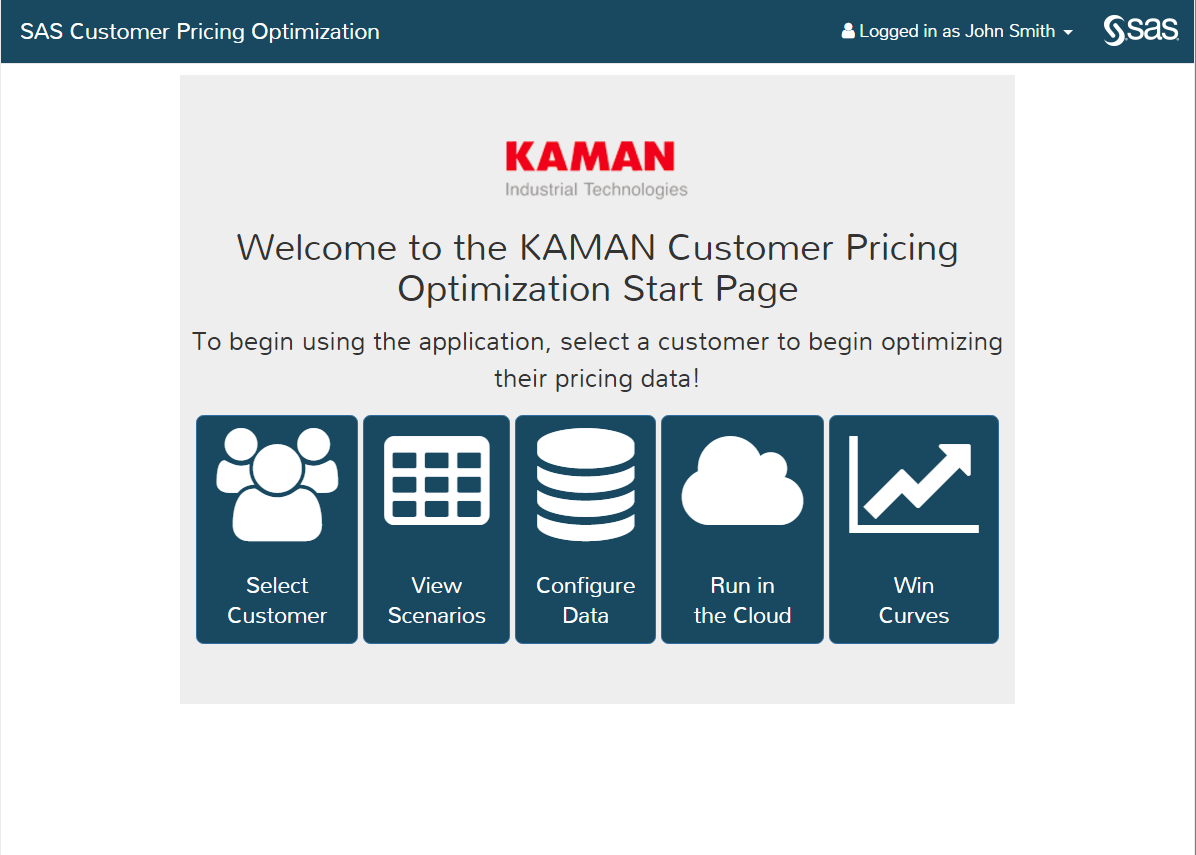 SAS Customer Pricing Optimization
Logged in as John Smith
sas
KAMAN
Industrial Technologies
Welcome to the KAMAN Customer Pricing
Optimization Start Page
To begin using the application, select a customer to begin optimizing
their pricing data!
Select
Customer
View
Scenarios
Configure
Data
Run in
the Cloud
Win
Curves